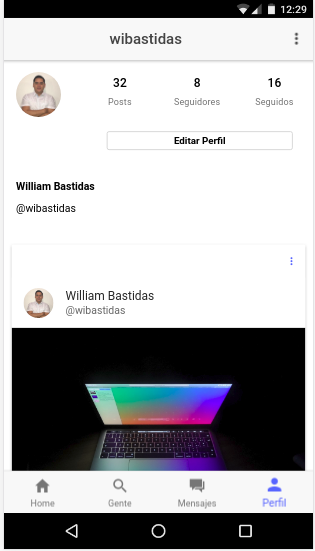 12:29
wibastidas
32 8 16
Posts Seguidores Seguidos
Editar Perfil
William Bastidas
@wibastidas
William Bastidas
@wibastidas
Home Gente Mensajes Perfil